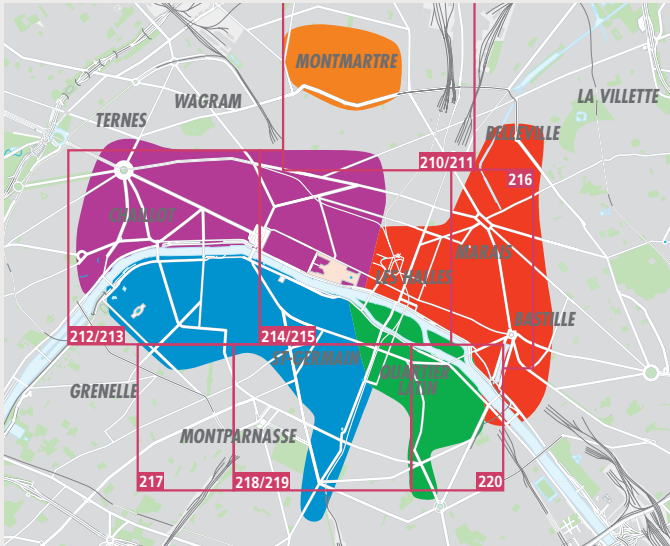 MONTMARTRE
LA VILLETTE
WAGRAM
TERNES
BELLEVILLE
210/211
216
CHAILLOT
MARAIS
LES HALLES
BASTILLE
212/213
214/215
ST-GERMAIN
QUARTIER
LATIN
GRENELLE
MONTPARNASSE
217
218/219
220